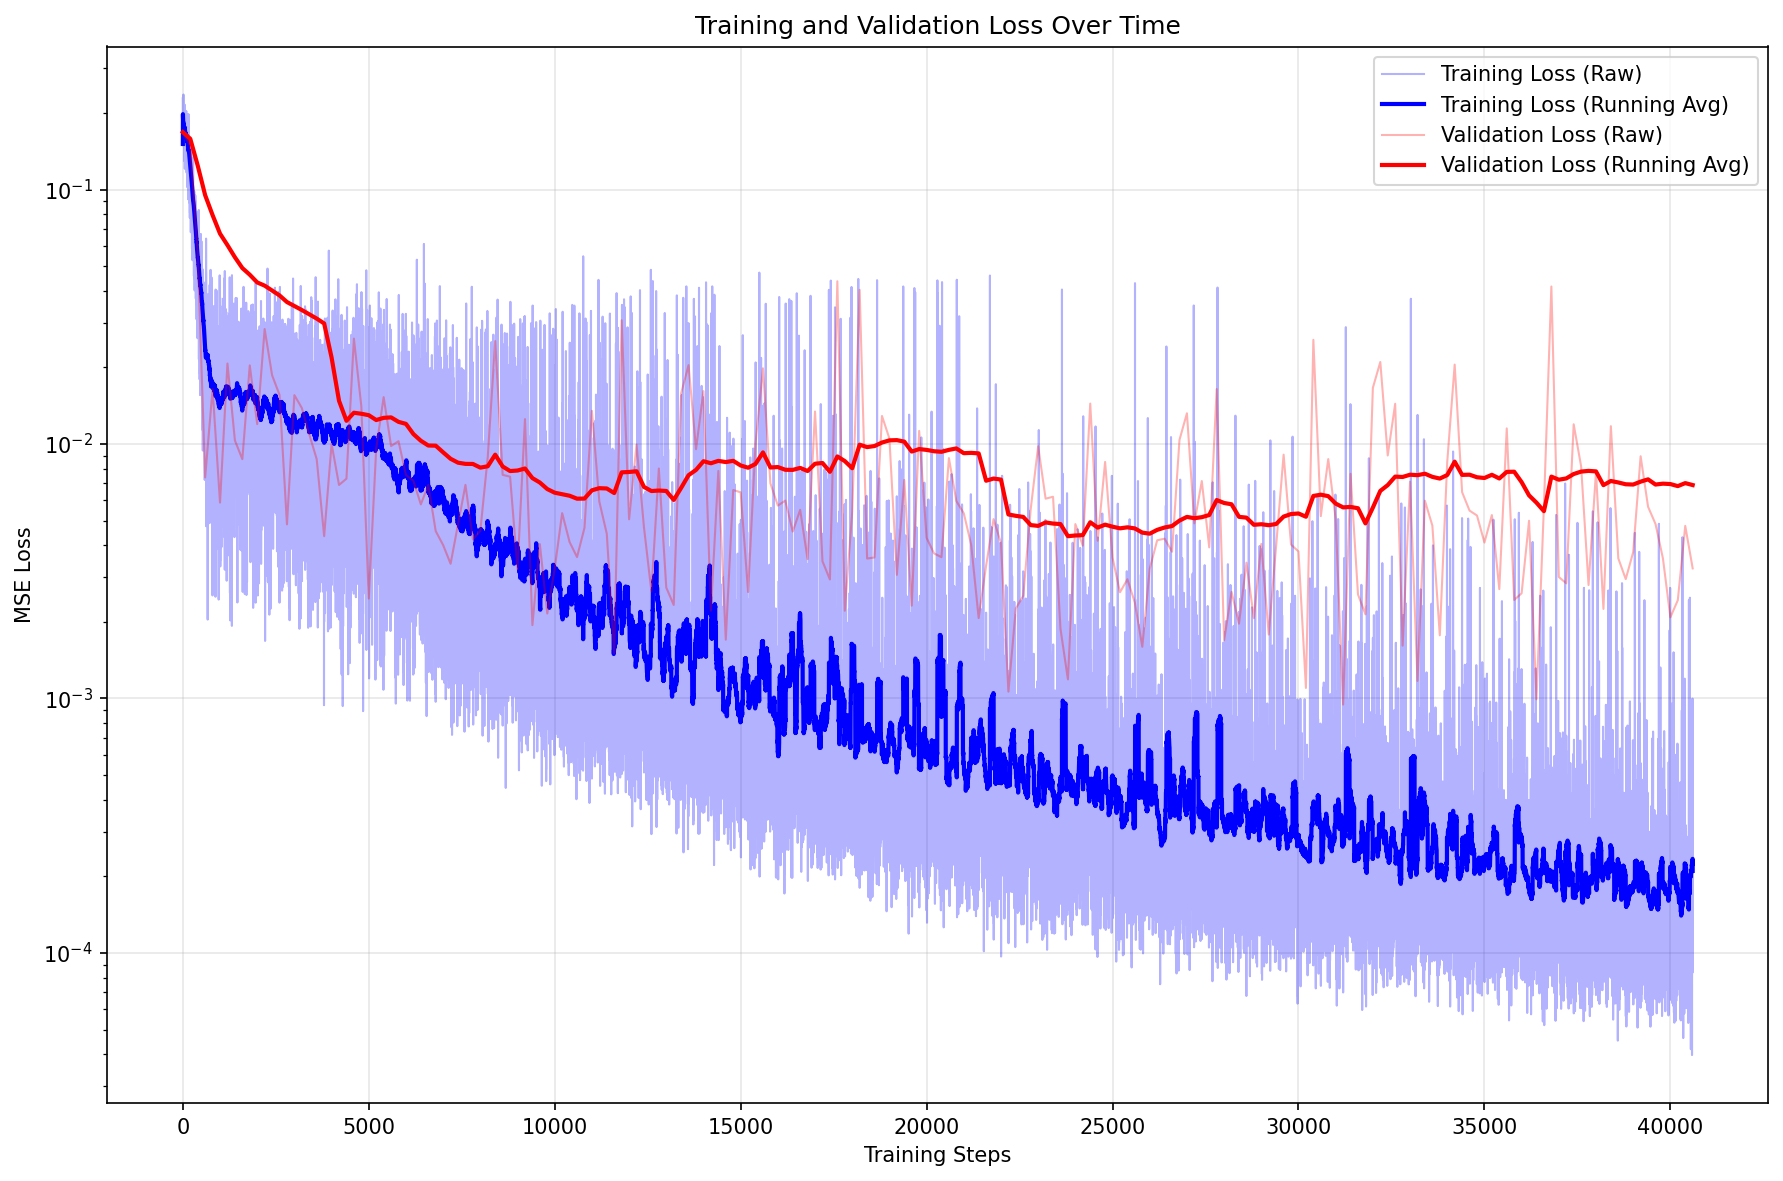 Training and Validation Loss Over Time
Training Loss (Raw)
Training Loss (Running Avg)
Validation Loss (Raw)
Validation Loss (Running Avg)
MSE Loss
10⁻¹
10⁻²
10⁻³
10⁻⁴
0 5000 10000 15000 20000 25000 30000 35000 40000
Training Steps